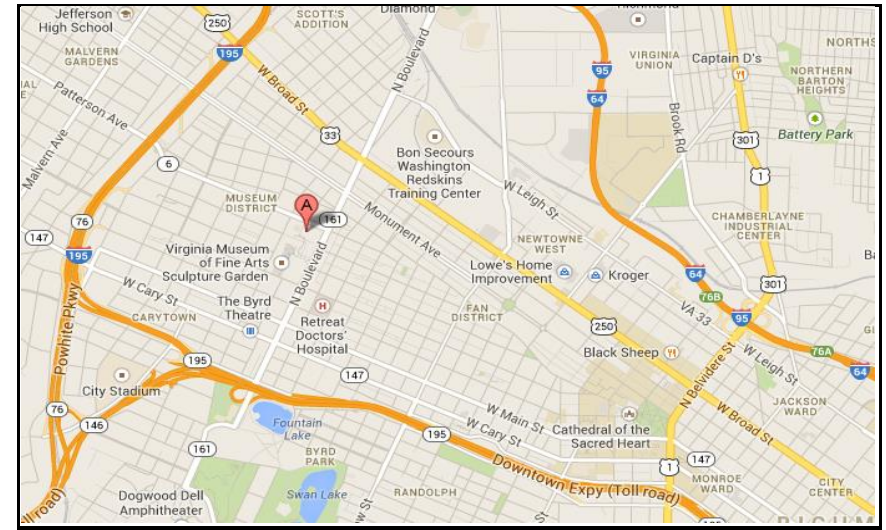 Jefferson
High School
SCOTT'S
ADDITION
Diamond
Richmond
NORTHS
250
195
MALVERN
GARDENS
N Boulevard
95
64
VIRGINIA
UNION
Captain D's
NORTHERN
BARTON
HEIGHTS
W Broad St
Patterson Ave
Malvern Ave
33
Brook Rd
301
Battery Park
6
Bon Secours
Washington
Redskins
Training Center
1
W Leigh St
MUSEUM
DISTRICT
A
161
Monument Ave
76
147
195
CHAMBERLAYNE
INDUSTRIAL
CENTER
Virginia Museum
of Fine Arts
Sculpture Garden
N Boulevard
NEWTOWNE
WEST
Lowe's Home
Improvement
Kroger
64
301
76B
W Cary St
The Byrd
Theatre
CARYTOWN
H
Retreat
Doctors'
Hospital
FAN
DISTRICT
VA 33
95
250
Powhite Pkwy
195
147
Black Sheep
76A
64
W Leigh St
N Belvidere St
City Stadium
76
146
JACKSON
WARD
W Main St
W Cary St
Cathedral of the
Sacred Heart
W Broad St
Fountain
Lake
195
161
BYRD
PARK
147
1
Downtown Expy (Toll road)
MONROE
WARD
CITY
CENTER
Dogwood Dell
Amphitheater
Swan Lake
RANDOLPH
195